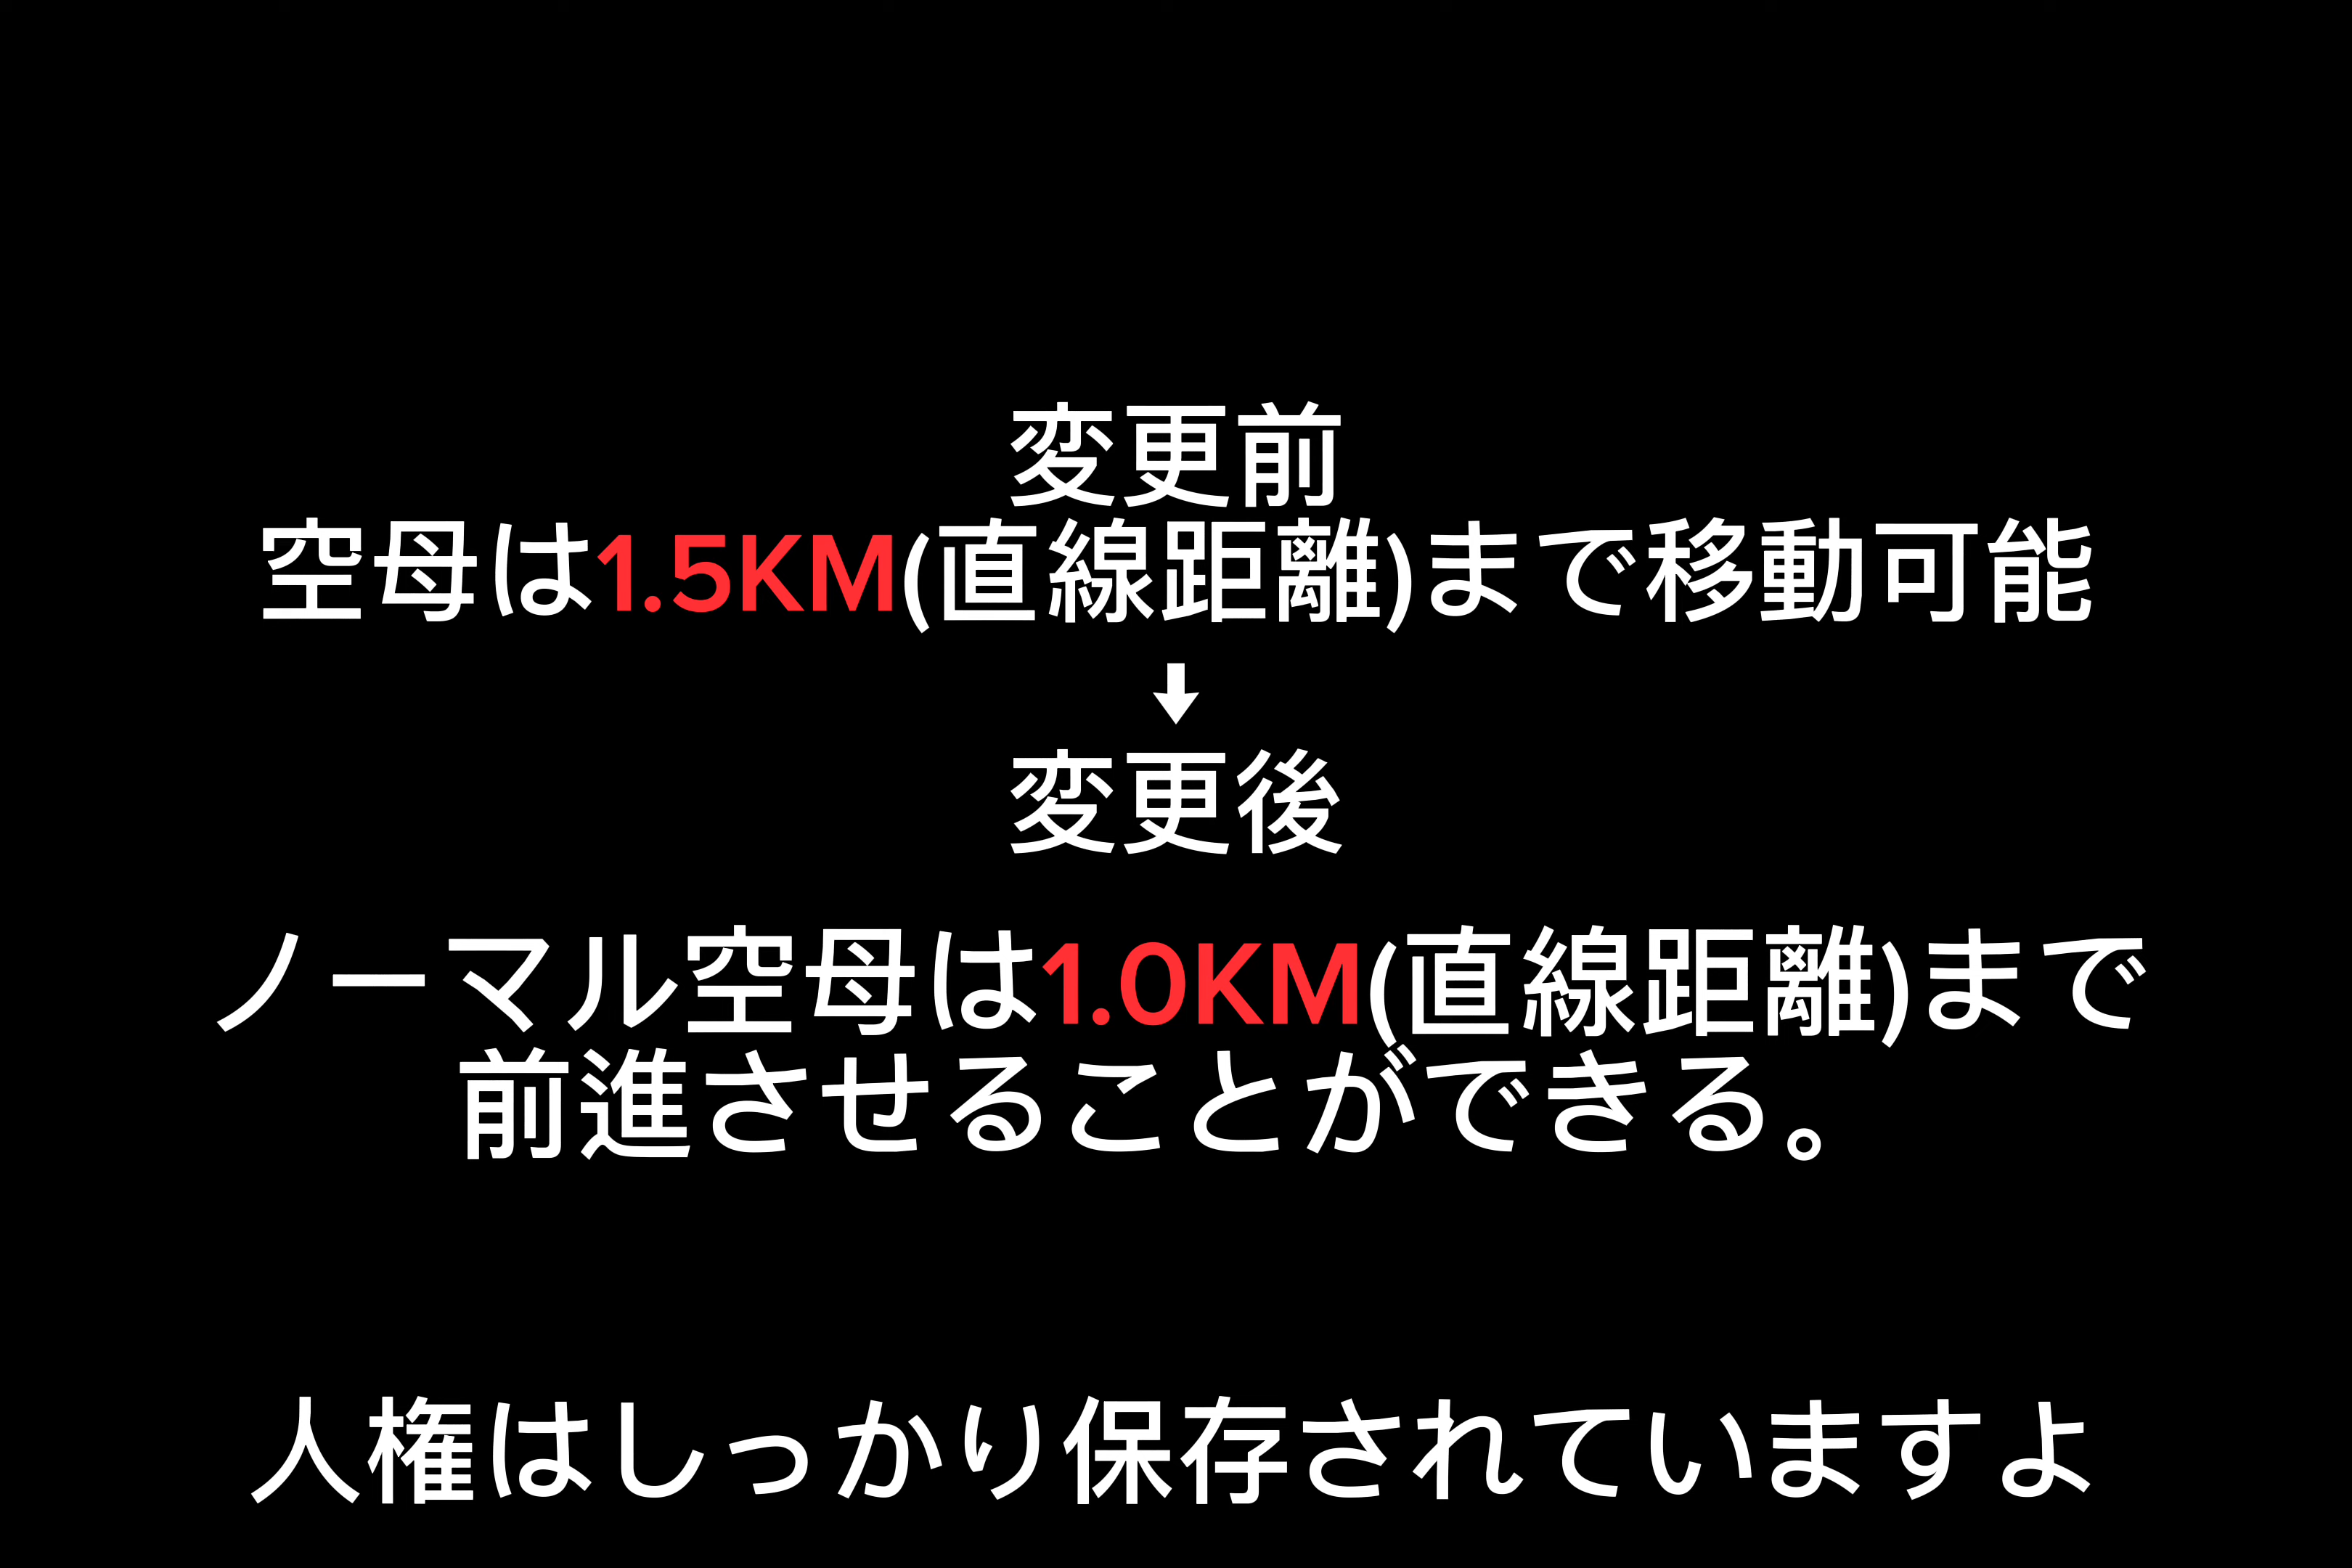 変更前
空母は1.5KM(直線距離)まで移動可能
⬇
変更後
ノーマル空母は1.0KM(直線距離)まで
前進させることができる。
人権はしっかり保存されていますよ